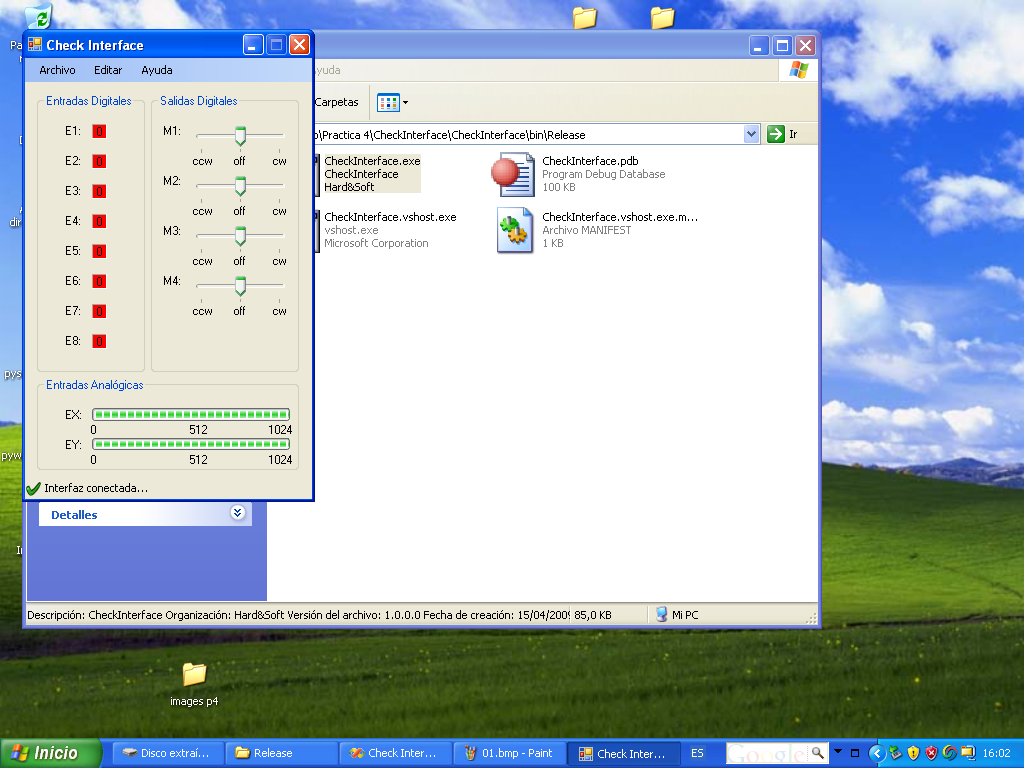 Check Interface
Archivo Editar Ayuda
Entradas Digitales
E1: 0
E2: 0
E3: 0
E4: 0
E5: 0
E6: 0
E7: 0
E8: 0
Salidas Digitales
M1:
ccw off cw
M2:
ccw off cw
M3:
ccw off cw
M4:
ccw off cw
Entradas Analógicas
EX:
0 512 1024
EY:
0 512 1024
Interfaz conectada...
yuda
Carpetas
\Practica 4\CheckInterface\CheckInterface\bin\Release
Ir
CheckInterface.exe
CheckInterface
Hard&Soft
CheckInterface.pdb
Program Debug Database
100 KB
CheckInterface.vshost.exe
vshost.exe
Microsoft Corporation
CheckInterface.vshost.exe.m...
Archivo MANIFEST
1 KB
Detalles
Descripción: CheckInterface Organización: Hard&Soft Versión del archivo: 1.0.0.0 Fecha de creación: 15/04/2009 85,0 KB Mi PC
images p4
Inicio Disco extraí... Release Check Inter... 01.bmp - Paint Check Inter... ES Google 16:02